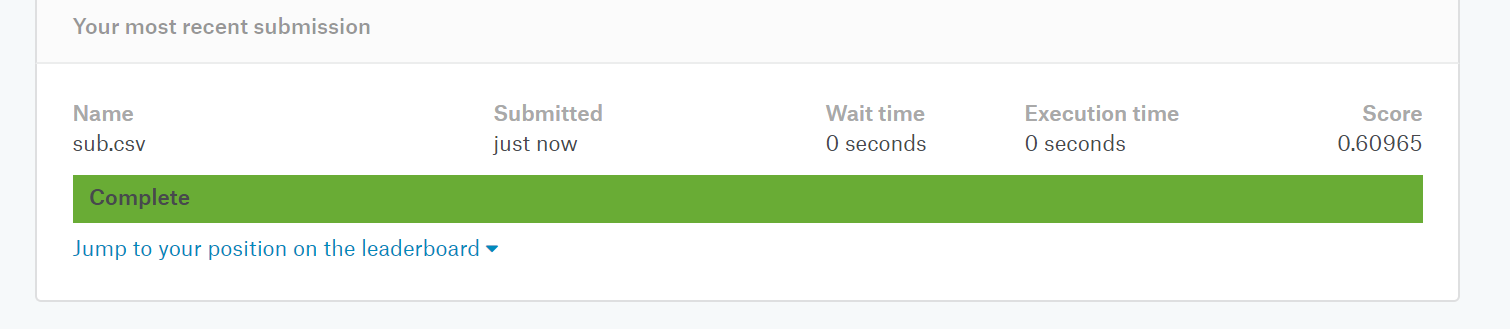 Your most recent submission
Name Submitted Wait time Execution time Score
sub.csv just now 0 seconds 0 seconds 0.60965
Complete
Jump to your position on the leaderboard